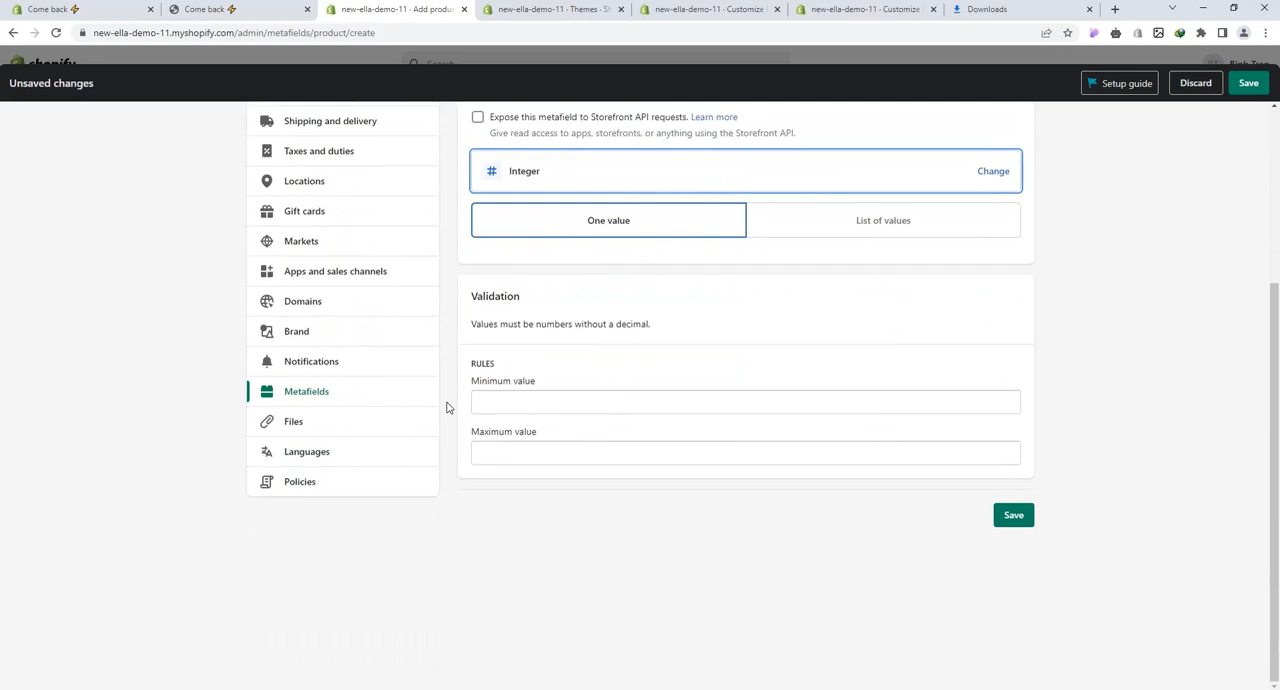 Come back⚡
Come back⚡
new-ella-demo-11 - Add produc
new-ella-demo-11 - Themes - Sh
new-ella-demo-11 - Customize
new-ella-demo-11 - Customize
Downloads
new-ella-demo-11.myshopify.com/admin/metafields/product/create
shopify
Search
Unsaved changes
Setup guide
Discard
Save
Shipping and delivery
Taxes and duties
Locations
Gift cards
Markets
Apps and sales channels
Domains
Brand
Notifications
Metafields
Files
Languages
Policies
Expose this metafield to Storefront API requests. Learn more
Give read access to apps, storefronts, or anything using the Storefront API.
Integer
Change
One value
List of values
Validation
Values must be numbers without a decimal.
RULES
Minimum value
Maximum value
Save